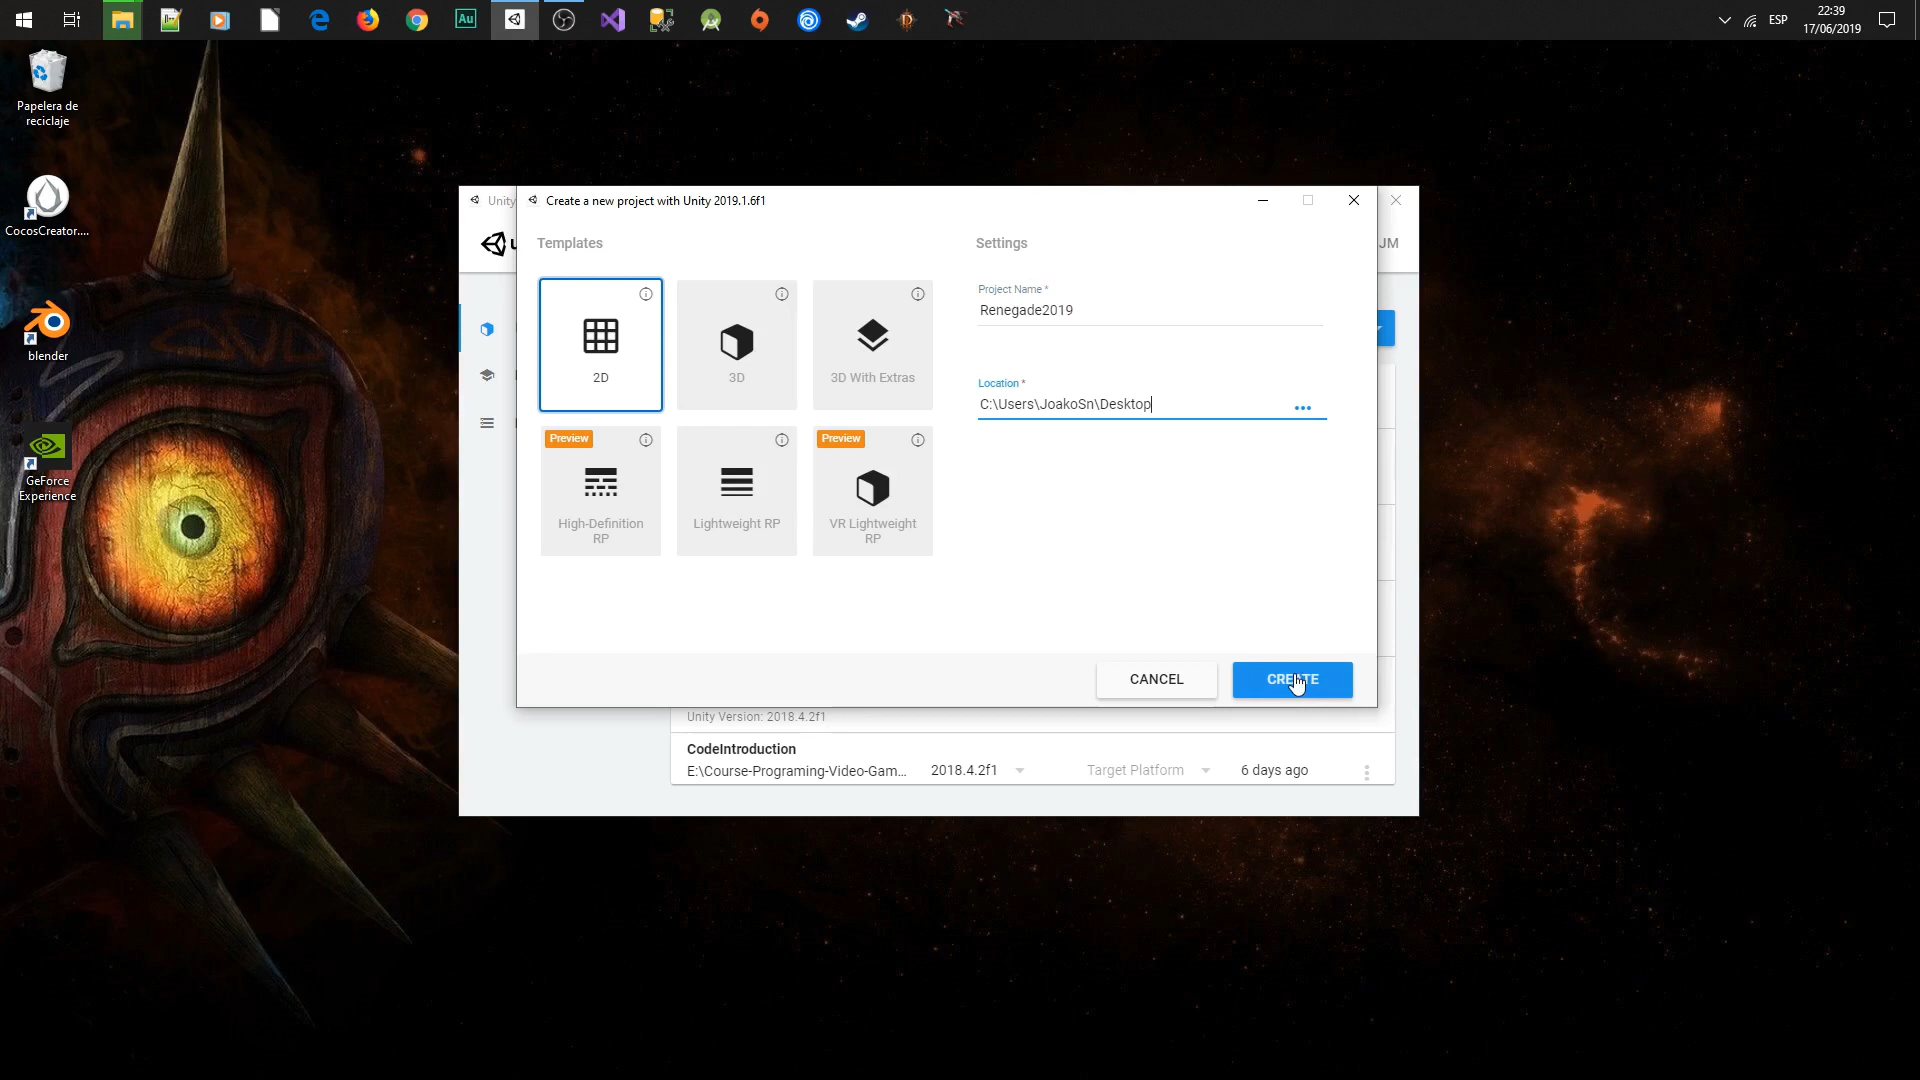 Au
ESP
22:39
17/06/2019
Papelera de
reciclaje
CocosCreator....
blender
GeForce
Experience
Unity
Create a new project with Unity 2019.1.6f1
JM
Templates
Settings
2D
3D
3D With Extras
Project Name *
Renegade2019
Location *
C:\Users\JoakoSn\Desktop
Preview
High-Definition
RP
Lightweight RP
Preview
VR Lightweight
RP
CANCEL
CREATE
Unity Version: 2018.4.2f1
CodeIntroduction
E:\Course-Programing-Video-Gam...
2018.4.2f1
Target Platform
6 days ago